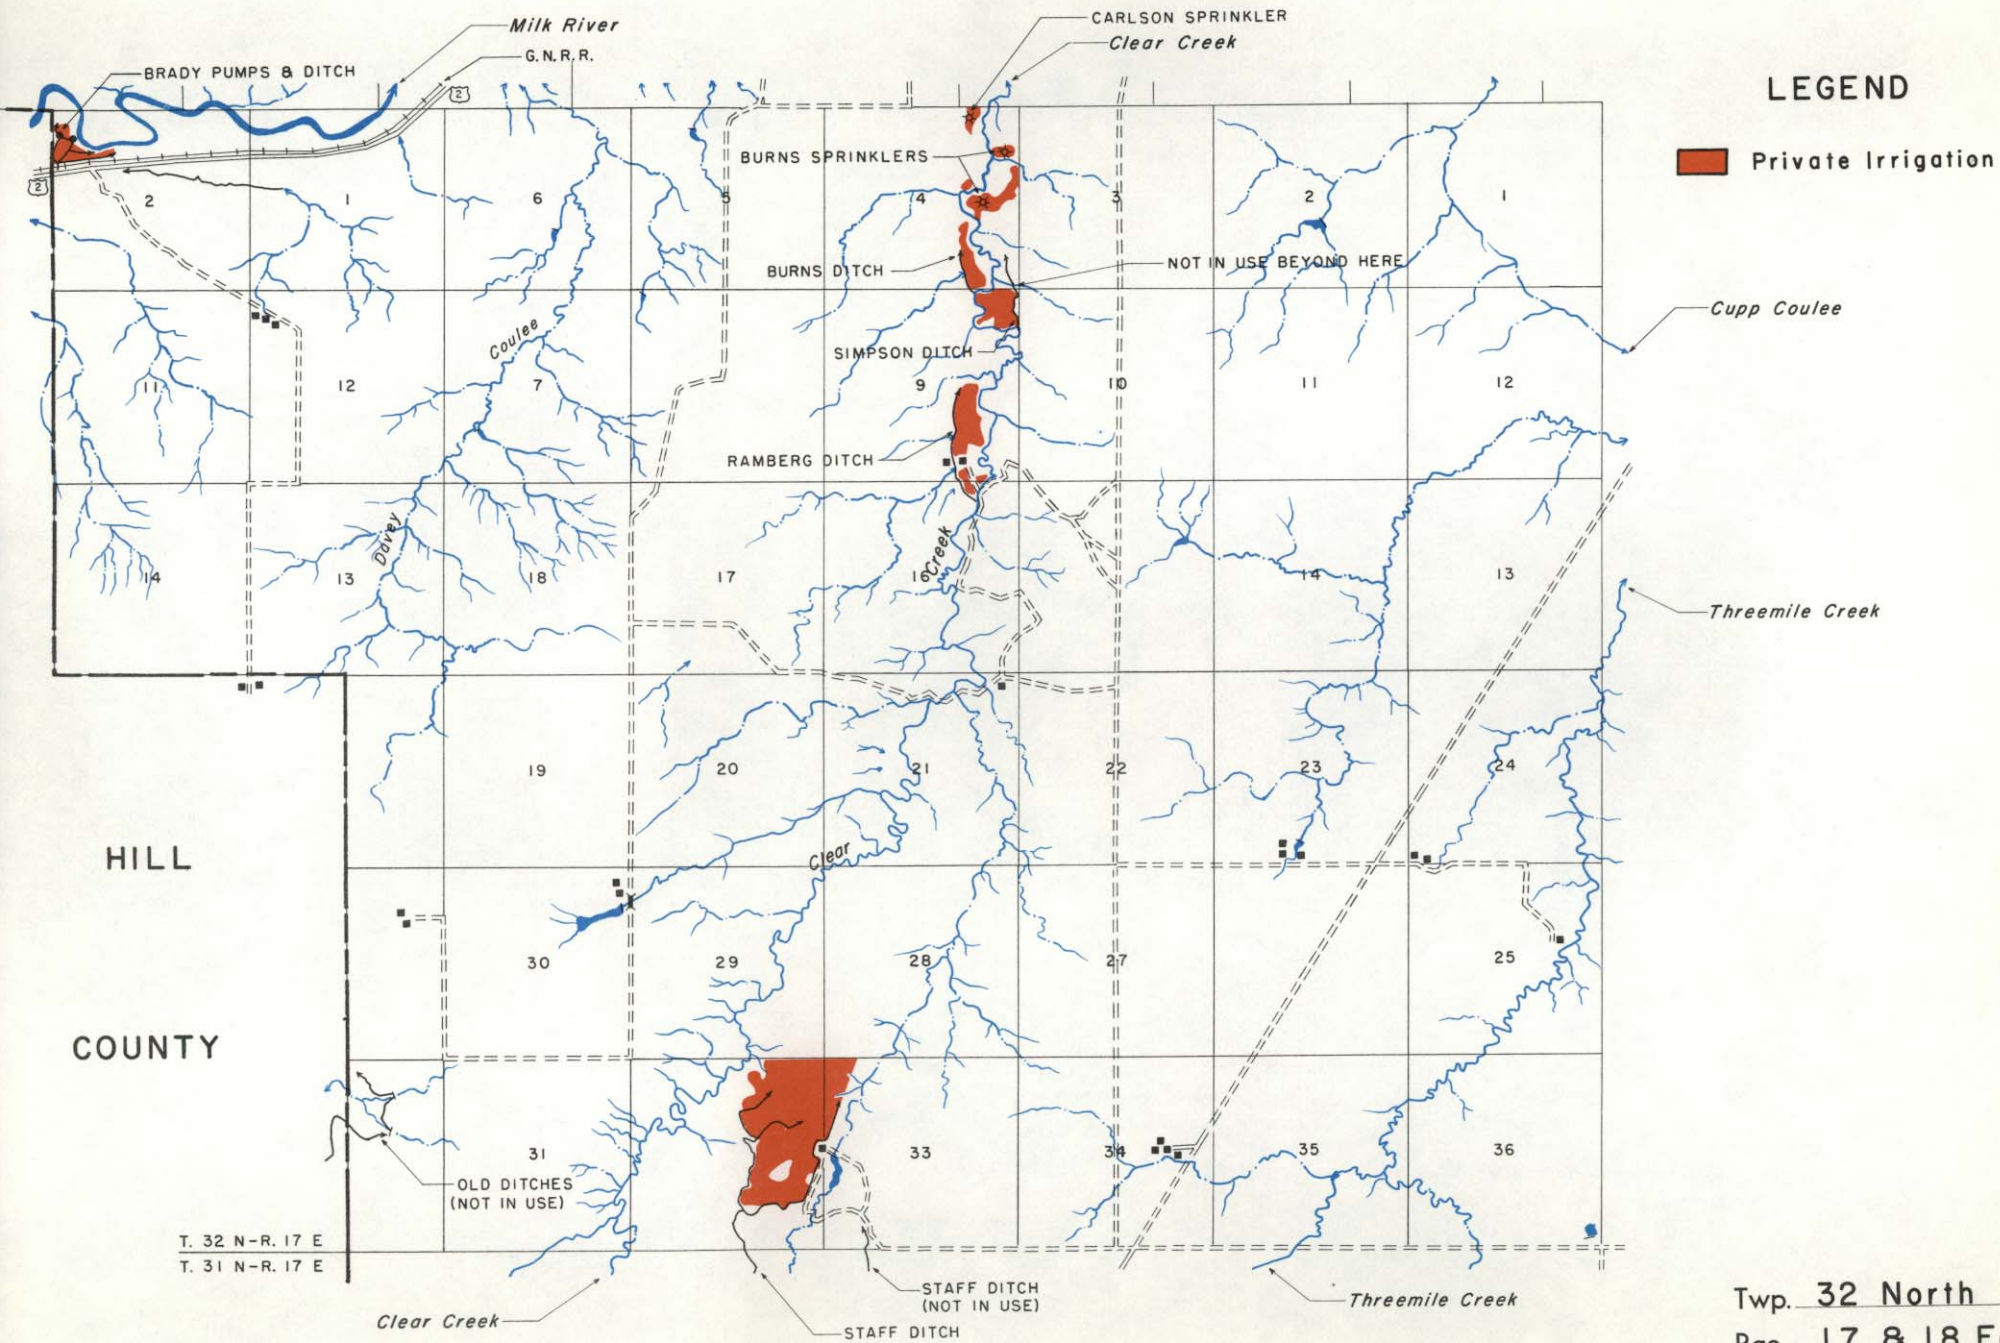 Milk River
G.N.R.R.
BRADY PUMPS & DITCH
CARLSON SPRINKLER
Clear Creek
LEGEND
Private Irrigation
2
2
BURNS SPRINKLERS
2 1 6 5 4 3 2 1
BURNS DITCH
NOT IN USE BEYOND HERE
Cupp Coulee
Coulee
SIMPSON DITCH
11 12 7 9 10 11 12
RAMBERG DITCH
Davey
Creek
14 13 18 17 16 14 13
Threemile Creek
19 20 21 22 23 24
HILL
Clear
30 29 28 27 25
COUNTY
31 33 34 35 36
OLD DITCHES
(NOT IN USE)
T. 32 N-R. 17 E
T. 31 N-R. 17 E
STAFF DITCH
(NOT IN USE)
Threemile Creek
Clear Creek
STAFF DITCH
Twp. 32 North
Rge. 17 & 18 E